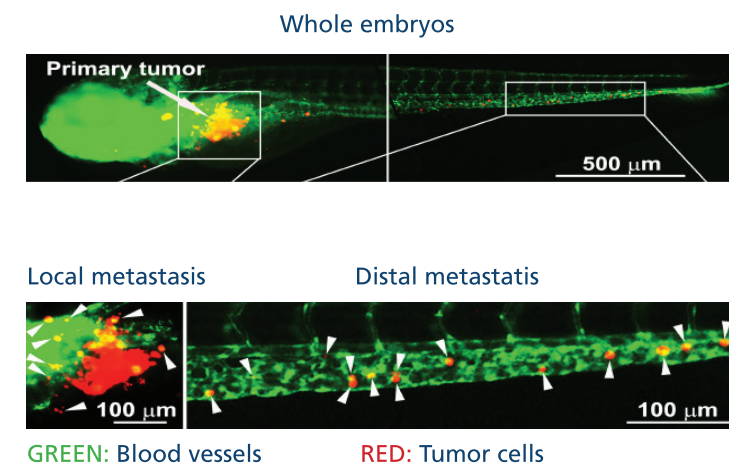 Whole embryos
Primary tumor
500 μm
Local metastasis
Distal metastatis
100 μm
100 μm
GREEN: Blood vessels
RED: Tumor cells